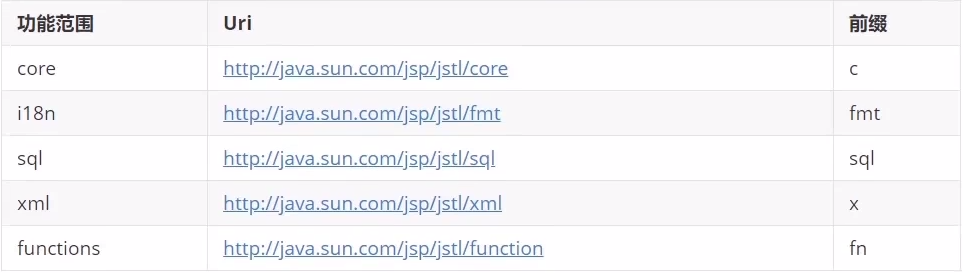 功能范围 Uri 前缀
core http://java.sun.com/jsp/jstl/core c
i18n http://java.sun.com/jsp/jstl/fmt fmt
sql http://java.sun.com/jsp/jstl/sql sql
xml http://java.sun.com/jsp/jstl/xml x
functions http://java.sun.com/jsp/jstl/function fn